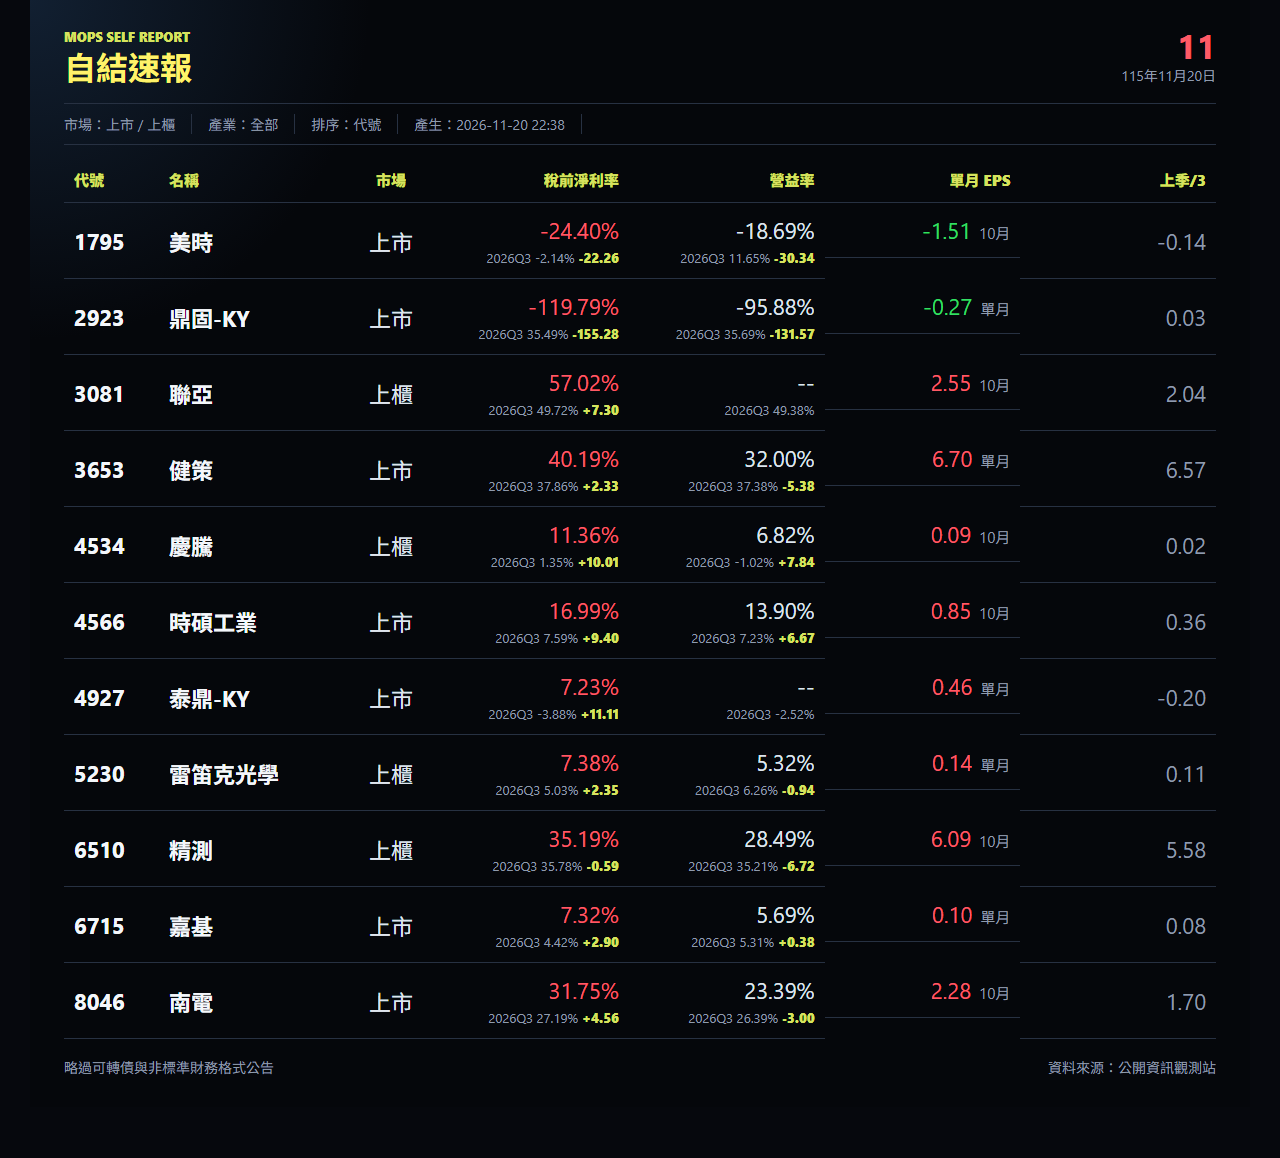 MOPS SELF REPORT
自結速報
11
115年11月20日
市場：上市 / 上櫃 產業：全部 排序：代號 產生：2026-11-20 22:38
代號 名稱 市場 稅前淨利率 營益率 單月 EPS 上季/3
1795 美時 上市 -24.40% -18.69% -1.51 10月 -0.14
2026Q3 -2.14% -22.26 2026Q3 11.65% -30.34
2923 鼎固-KY 上市 -119.79% -95.88% -0.27 單月 0.03
2026Q3 35.49% -155.28 2026Q3 35.69% -131.57
3081 聯亞 上櫃 57.02% -- 2.55 10月 2.04
2026Q3 49.72% +7.30 2026Q3 49.38%
3653 健策 上市 40.19% 32.00% 6.70 單月 6.57
2026Q3 37.86% +2.33 2026Q3 37.38% -5.38
4534 慶騰 上櫃 11.36% 6.82% 0.09 10月 0.02
2026Q3 1.35% +10.01 2026Q3 -1.02% +7.84
4566 時碩工業 上市 16.99% 13.90% 0.85 10月 0.36
2026Q3 7.59% +9.40 2026Q3 7.23% +6.67
4927 泰鼎-KY 上市 7.23% -- 0.46 單月 -0.20
2026Q3 -3.88% +11.11 2026Q3 -2.52%
5230 雷笛克光學 上櫃 7.38% 5.32% 0.14 單月 0.11
2026Q3 5.03% +2.35 2026Q3 6.26% -0.94
6510 精測 上櫃 35.19% 28.49% 6.09 10月 5.58
2026Q3 35.78% -0.59 2026Q3 35.21% -6.72
6715 嘉基 上市 7.32% 5.69% 0.10 單月 0.08
2026Q3 4.42% +2.90 2026Q3 5.31% +0.38
8046 南電 上市 31.75% 23.39% 2.28 10月 1.70
2026Q3 27.19% +4.56 2026Q3 26.39% -3.00
略過可轉債與非標準財務格式公告 資料來源：公開資訊觀測站